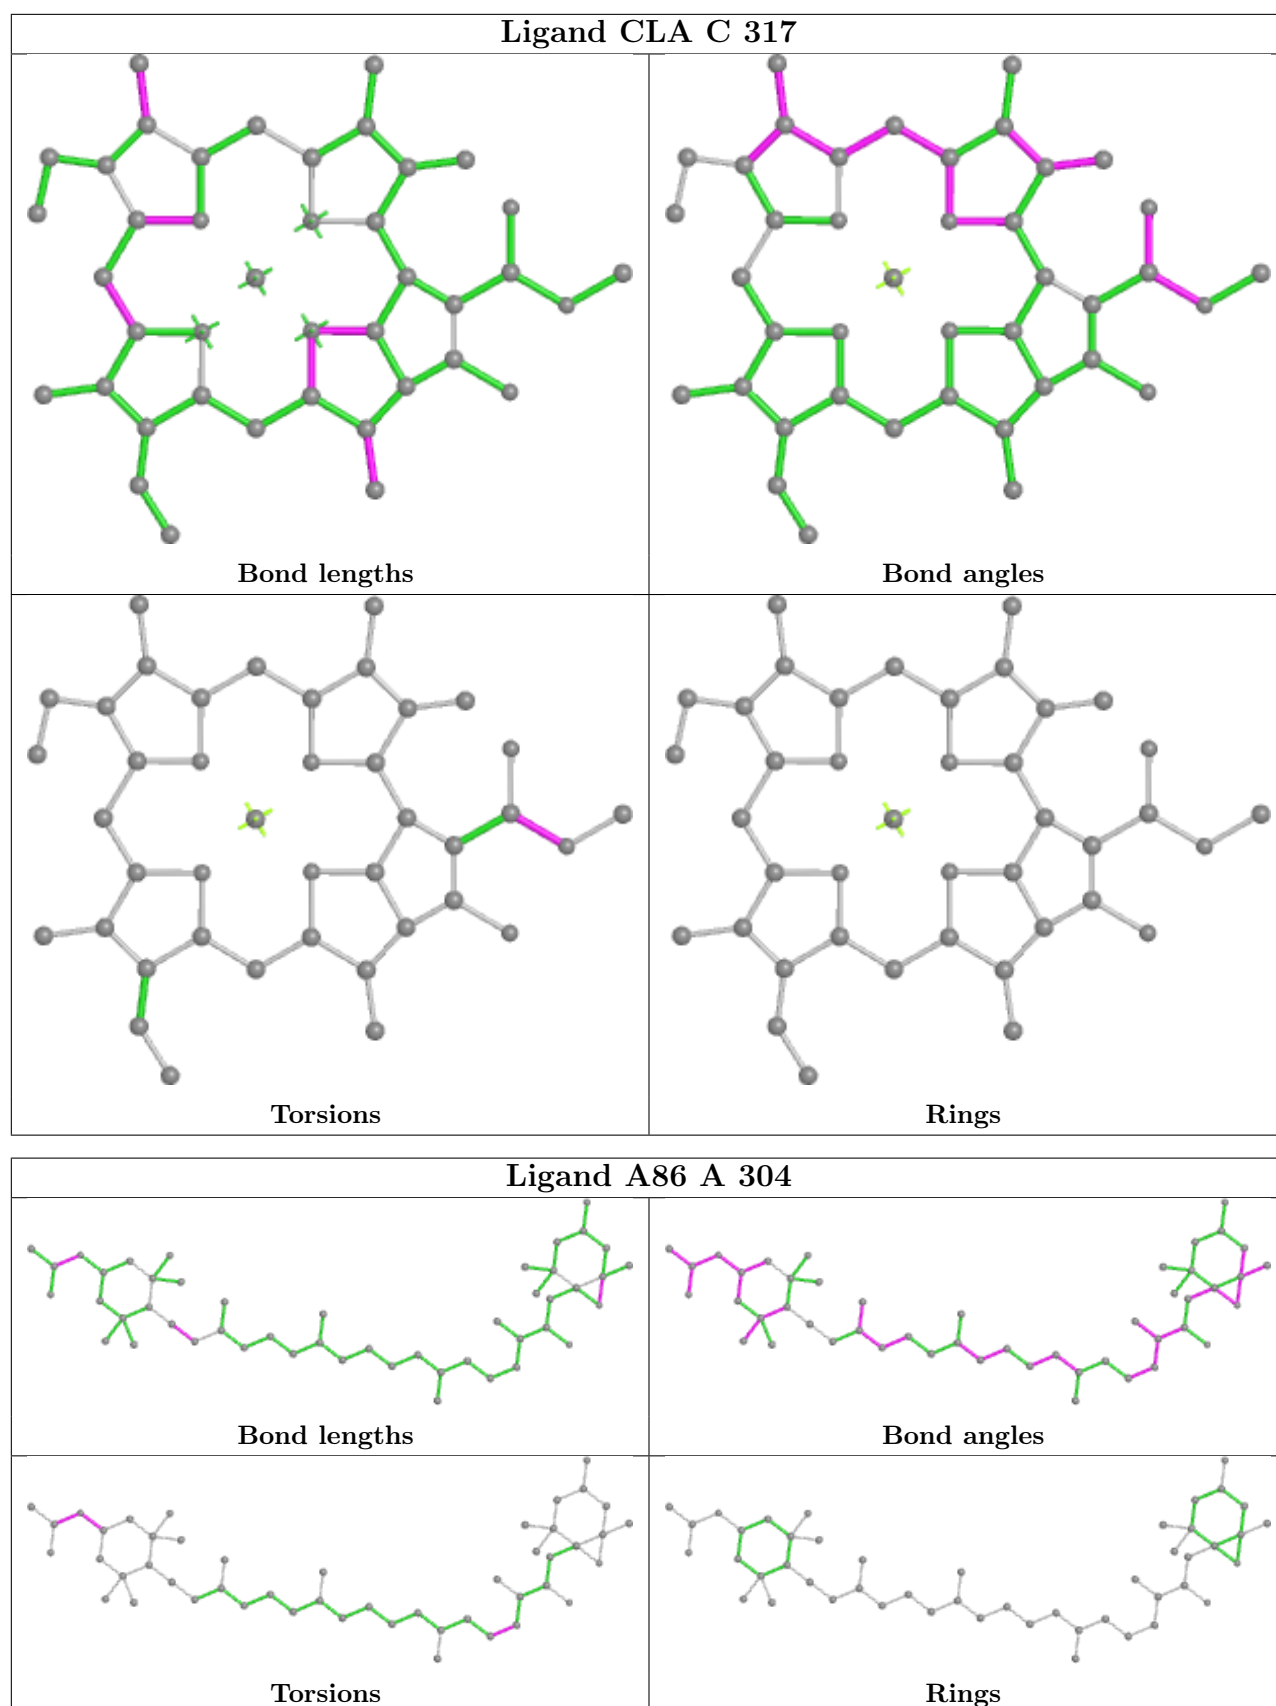 Ligand CLA C 317
Bond lengths
Bond angles
Torsions
Rings
Ligand A86 A 304
Bond lengths
Bond angles
Torsions
Rings